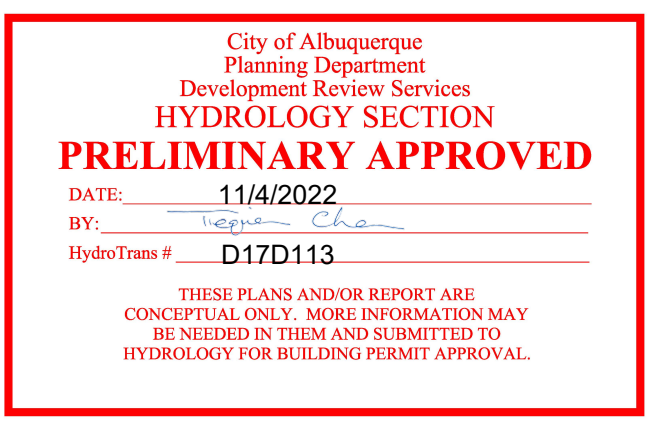 City of Albuquerque
Planning Department
Development Review Services
HYDROLOGY SECTION
PRELIMINARY APPROVED
DATE: 11/4/2022
BY:
HydroTrans # D17D113
THESE PLANS AND/OR REPORT ARE
CONCEPTUAL ONLY. MORE INFORMATION MAY
BE NEEDED IN THEM AND SUBMITTED TO
HYDROLOGY FOR BUILDING PERMIT APPROVAL.